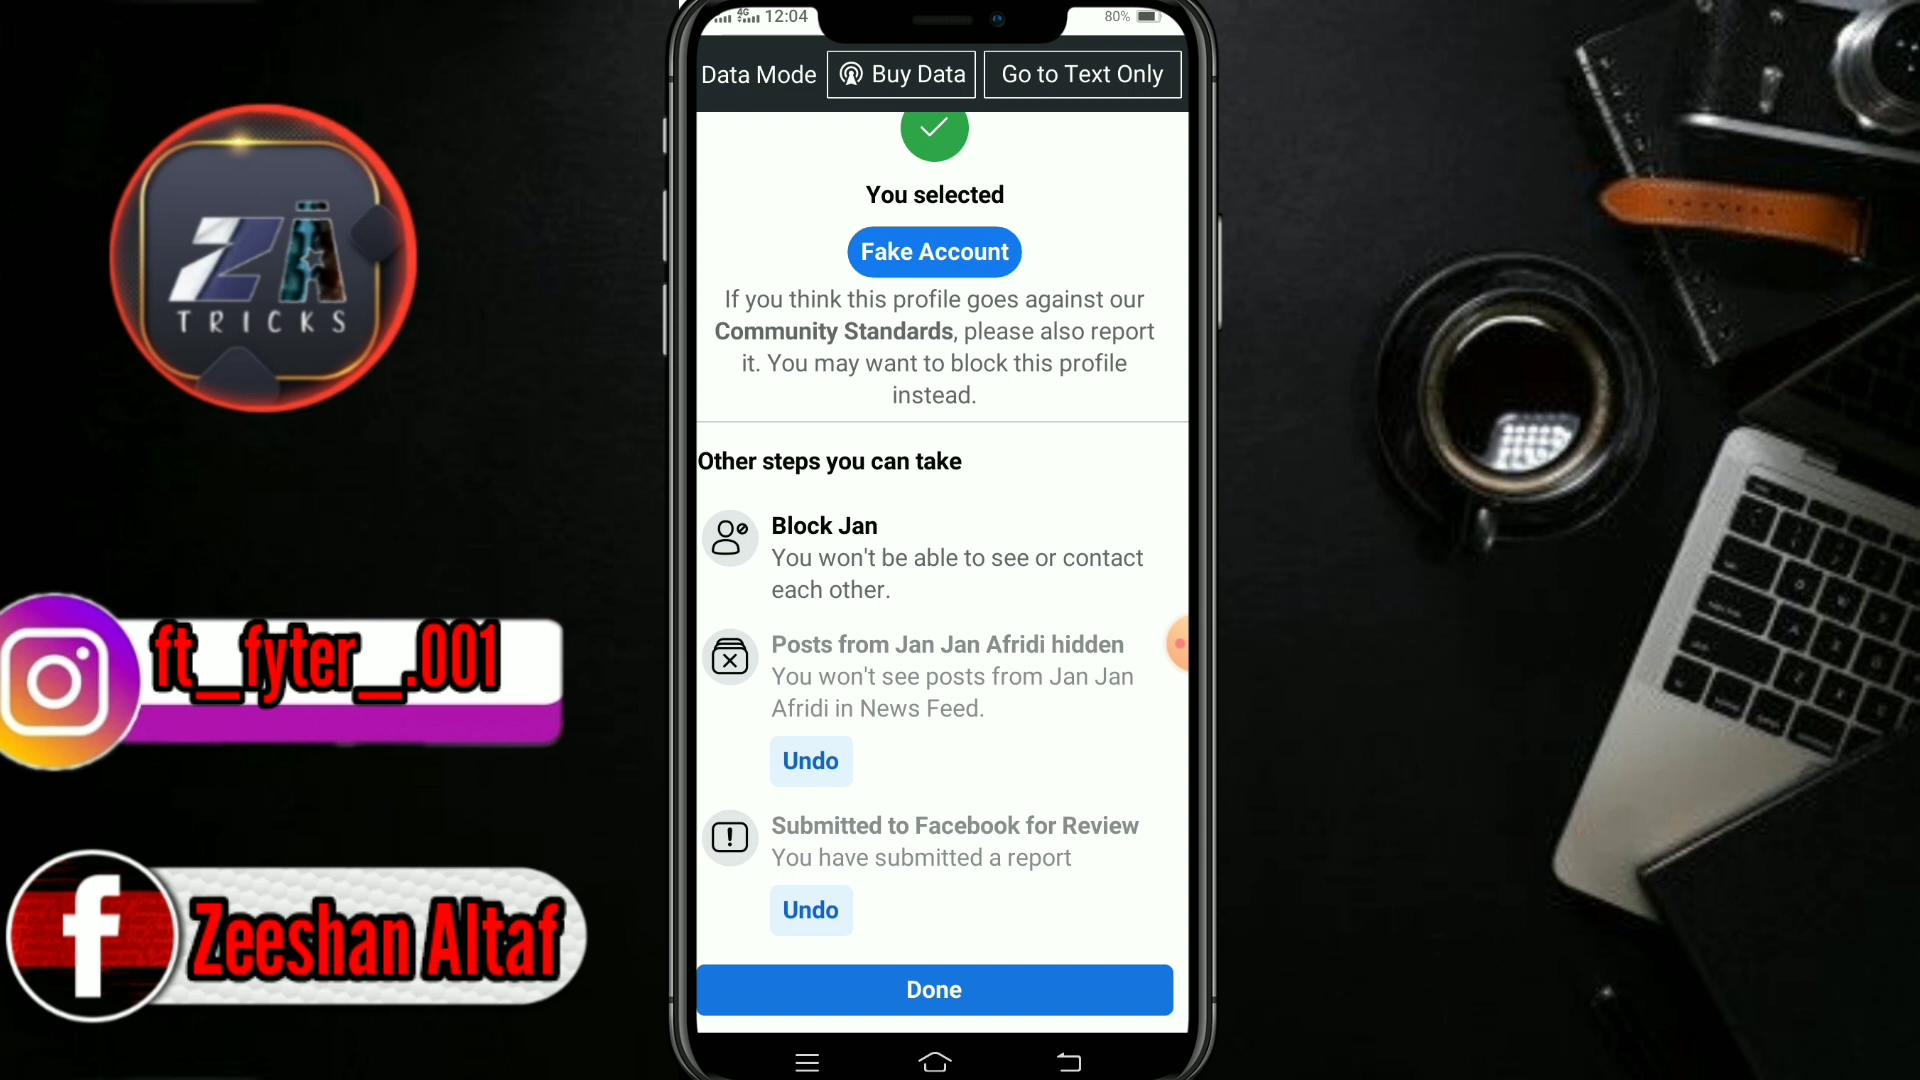 4G 12:04 80%
Data Mode Buy Data Go to Text Only
You selected
Fake Account
If you think this profile goes against our
Community Standards, please also report
it. You may want to block this profile
instead.
Other steps you can take
Block Jan
You won't be able to see or contact
each other.
Posts from Jan Jan Afridi hidden
You won't see posts from Jan Jan
Afridi in News Feed.
Undo
Submitted to Facebook for Review
You have submitted a report
Undo
Done
ZĀ
TRICKS
ft__fyter__.001
Zeeshan Altaf